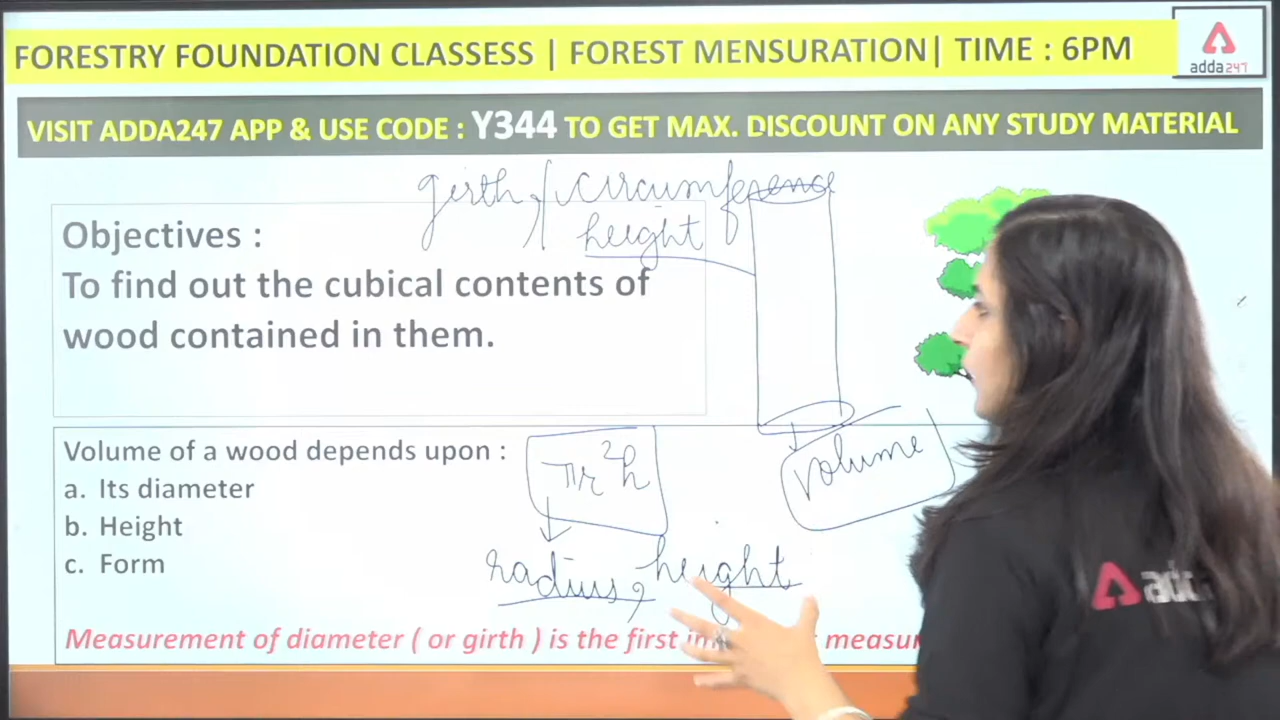 FORESTRY FOUNDATION CLASSESS | FOREST MENSURATION| TIME : 6PM
adda247
VISIT ADDA247 APP & USE CODE : Y344 TO GET MAX. DISCOUNT ON ANY STUDY MATERIAL
girth, / circumference
height
Objectives :
To find out the cubical contents of
wood contained in them.
Volume of a wood depends upon :
a. Its diameter
b. Height
c. Form
πr²h
volume
radius, height
Measurement of diameter ( or girth ) is the first
adda